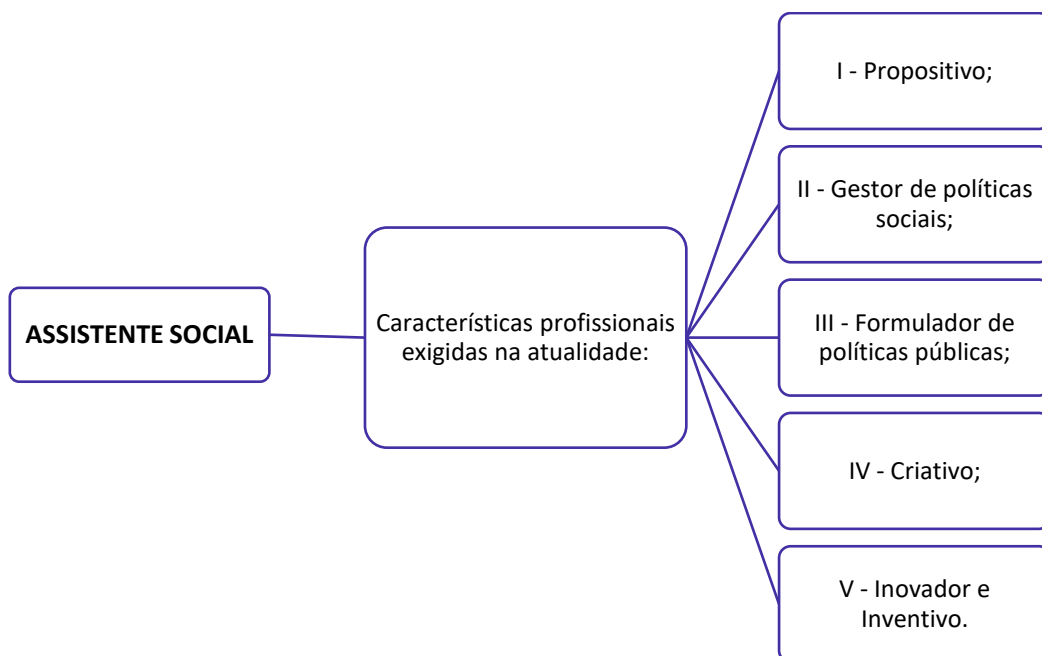 ASSISTENTE SOCIAL
Características profissionais
exigidas na atualidade:
I - Propositivo;
II - Gestor de políticas
sociais;
III - Formulador de
políticas públicas;
IV - Criativo;
V - Inovador e
Inventivo.